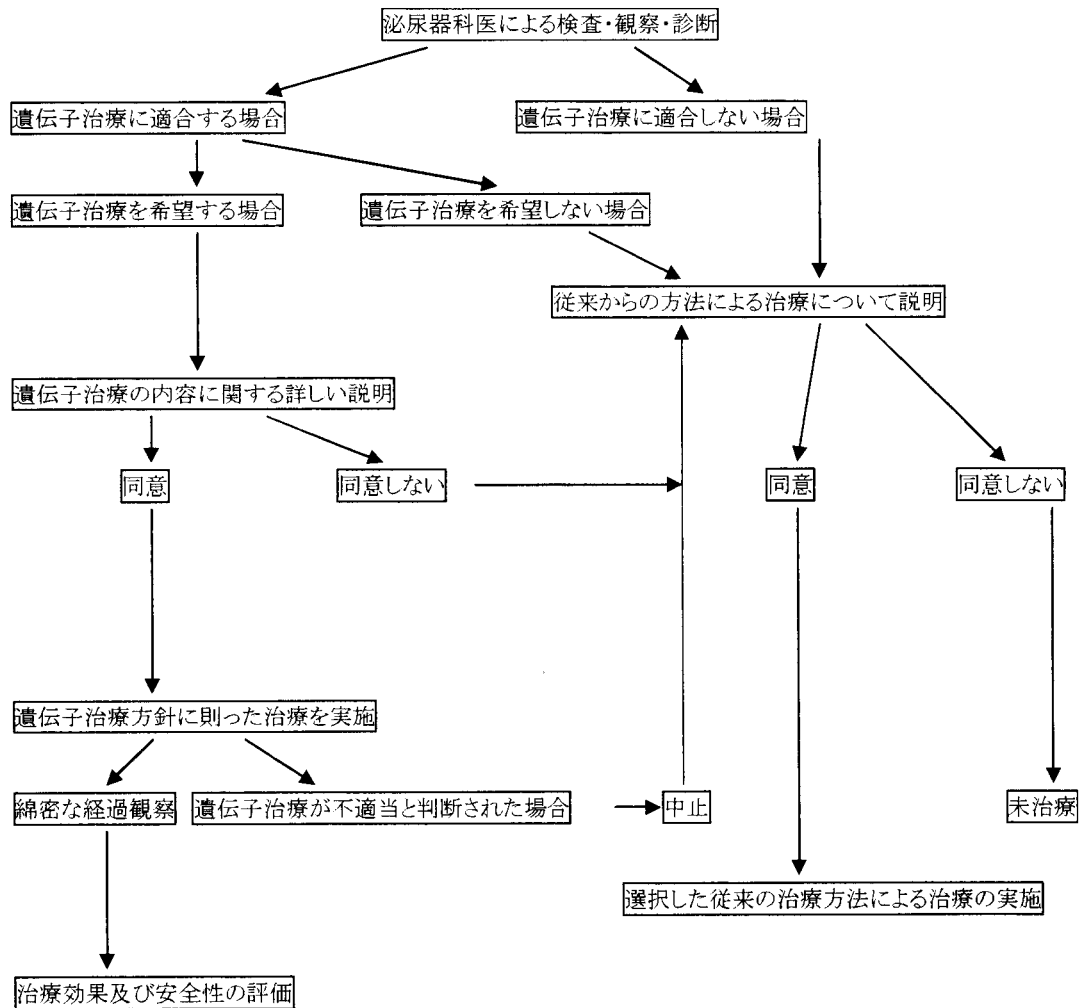 泌尿器科医による検査・観察・診断
遺伝子治療に適合する場合
遺伝子治療に適合しない場合
遺伝子治療を希望する場合
遺伝子治療を希望しない場合
従来からの方法による治療について説明
遺伝子治療の内容に関する詳しい説明
同意
同意しない
同意
同意しない
遺伝子治療方針に則った治療を実施
綿密な経過観察
遺伝子治療が不適当と判断された場合
中止
未治療
選択した従来の治療方法による治療の実施
治療効果及び安全性の評価